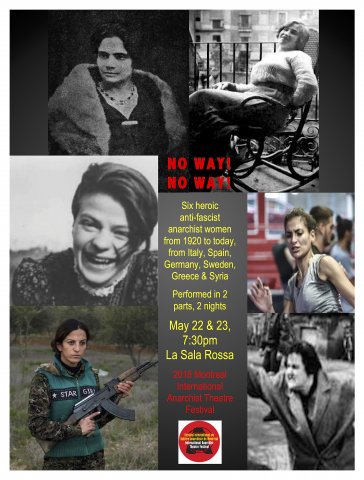 NO WAY!
NO WAY!
Six heroic
anti-fascist
anarchist women
from 1920 to today,
from Italy, Spain,
Germany, Sweden,
Greece & Syria
Performed in 2
parts, 2 nights
May 22 & 23,
7:30pm
La Sala Rossa
2018 Montreal
International
Anarchist Theatre
Festival
STAR